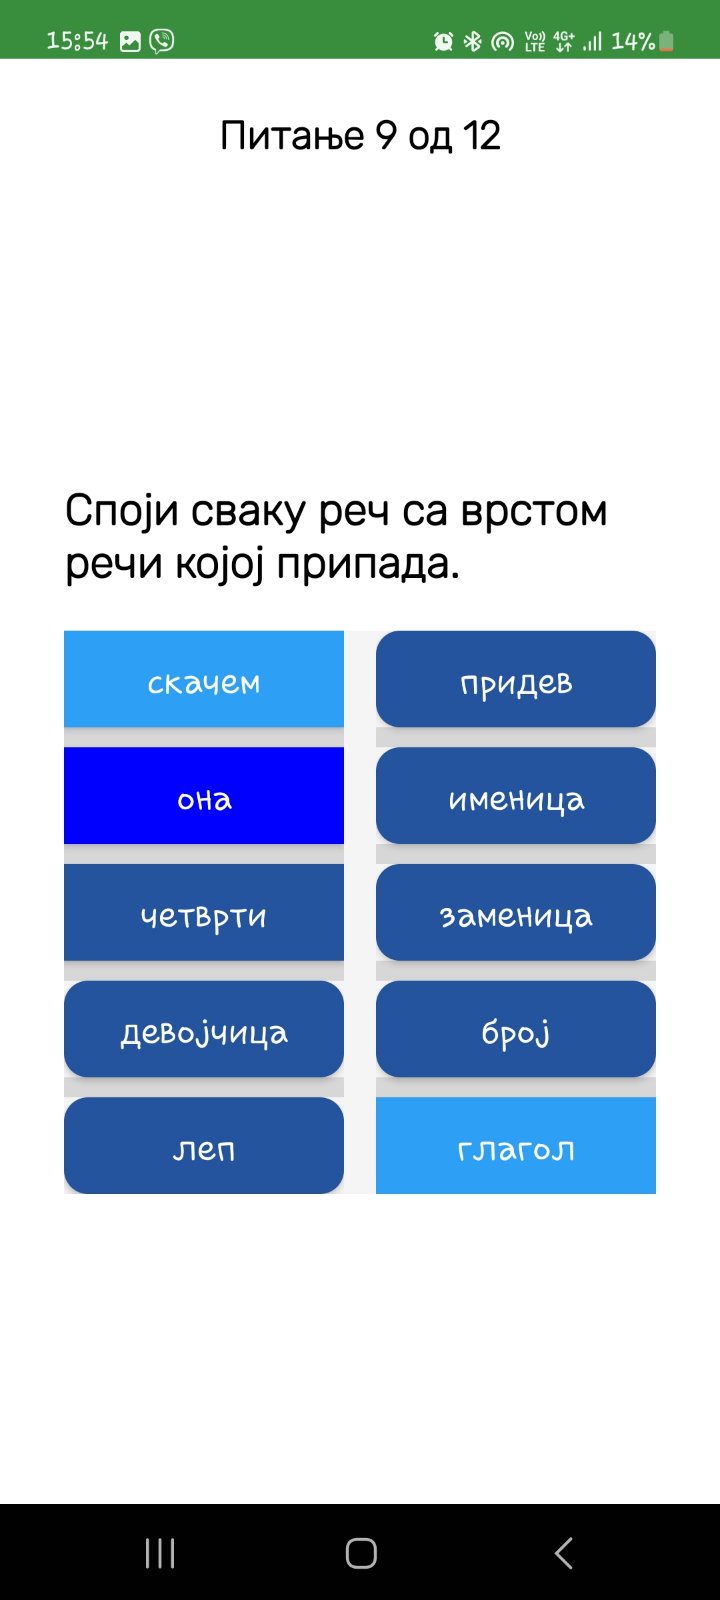 15:54
Vo)) LTE 4G+ 14%
Питање 9 од 12
Споји сваку реч са врстом
речи којој припада.
скачем
придев
она
именица
четврти
заменица
девојчица
број
леп
глагол